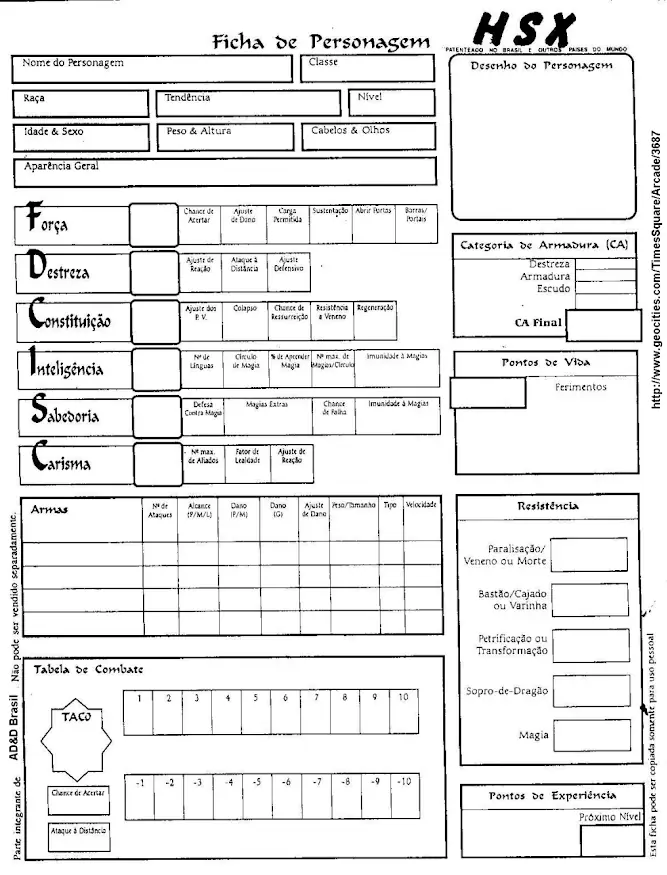 HSX
PATENTEADO NO BRASIL E OUTROS PAISES DO MUNDO
Ficha de Personagem
Nome do Personagem
Classe
Raça
Tendência
Nível
Idade & Sexo
Peso & Altura
Cabelos & Olhos
Aparência Geral
Desenho do Personagem
Força
Chance de Acertar
Ajuste de Dano
Carga Permitida
Sustentação
Abrir Portas
Barras/Portais
Destreza
Ajuste de Reação
Ataque à Distância
Ajuste Defensivo
Constituição
Ajuste dos P.V.
Colapso
Chance de Ressurreição
Resistência a Veneno
Regeneração
Inteligência
Nº de Línguas
Círculo de Magia
% de Aprender Magia
Nº max. de Magias/Círculo
Imunidade à Magias
Sabedoria
Defesa Contra Magia
Magias Extras
Chance de Falha
Imunidade à Magias
Carisma
Nº max. de Aliados
Fator de Lealdade
Ajuste de Reação
Categoria de Armadura (CA)
Destreza
Armadura
Escudo
CA Final
Pontos de Vida
Ferimentos
Armas
Nº de Ataques
Alcance (P/M/L)
Dano (P/M)
Dano (G)
Ajuste de Dano
Peso/Tamanho
Tipo
Velocidade
Resistência
Paralisação/
Veneno ou Morte
Bastão/Cajado
ou Varinha
Petrificação ou
Transformação
Sopro-de-Dragão
Magia
Tabela de Combate
TACO
1 2 3 4 5 6 7 8 9 10
-1 -2 -3 -4 -5 -6 -7 -8 -9 -10
Chance de Acertar
Ataque à Distância
Pontos de Experiência
Próximo Nível
Parte integrante de AD&D Brasil Não pode ser vendido separadamente.
http://www.geocities.com/TimesSquare/Arcade/3687
Esta ficha pode ser copiada somente para uso pessoal